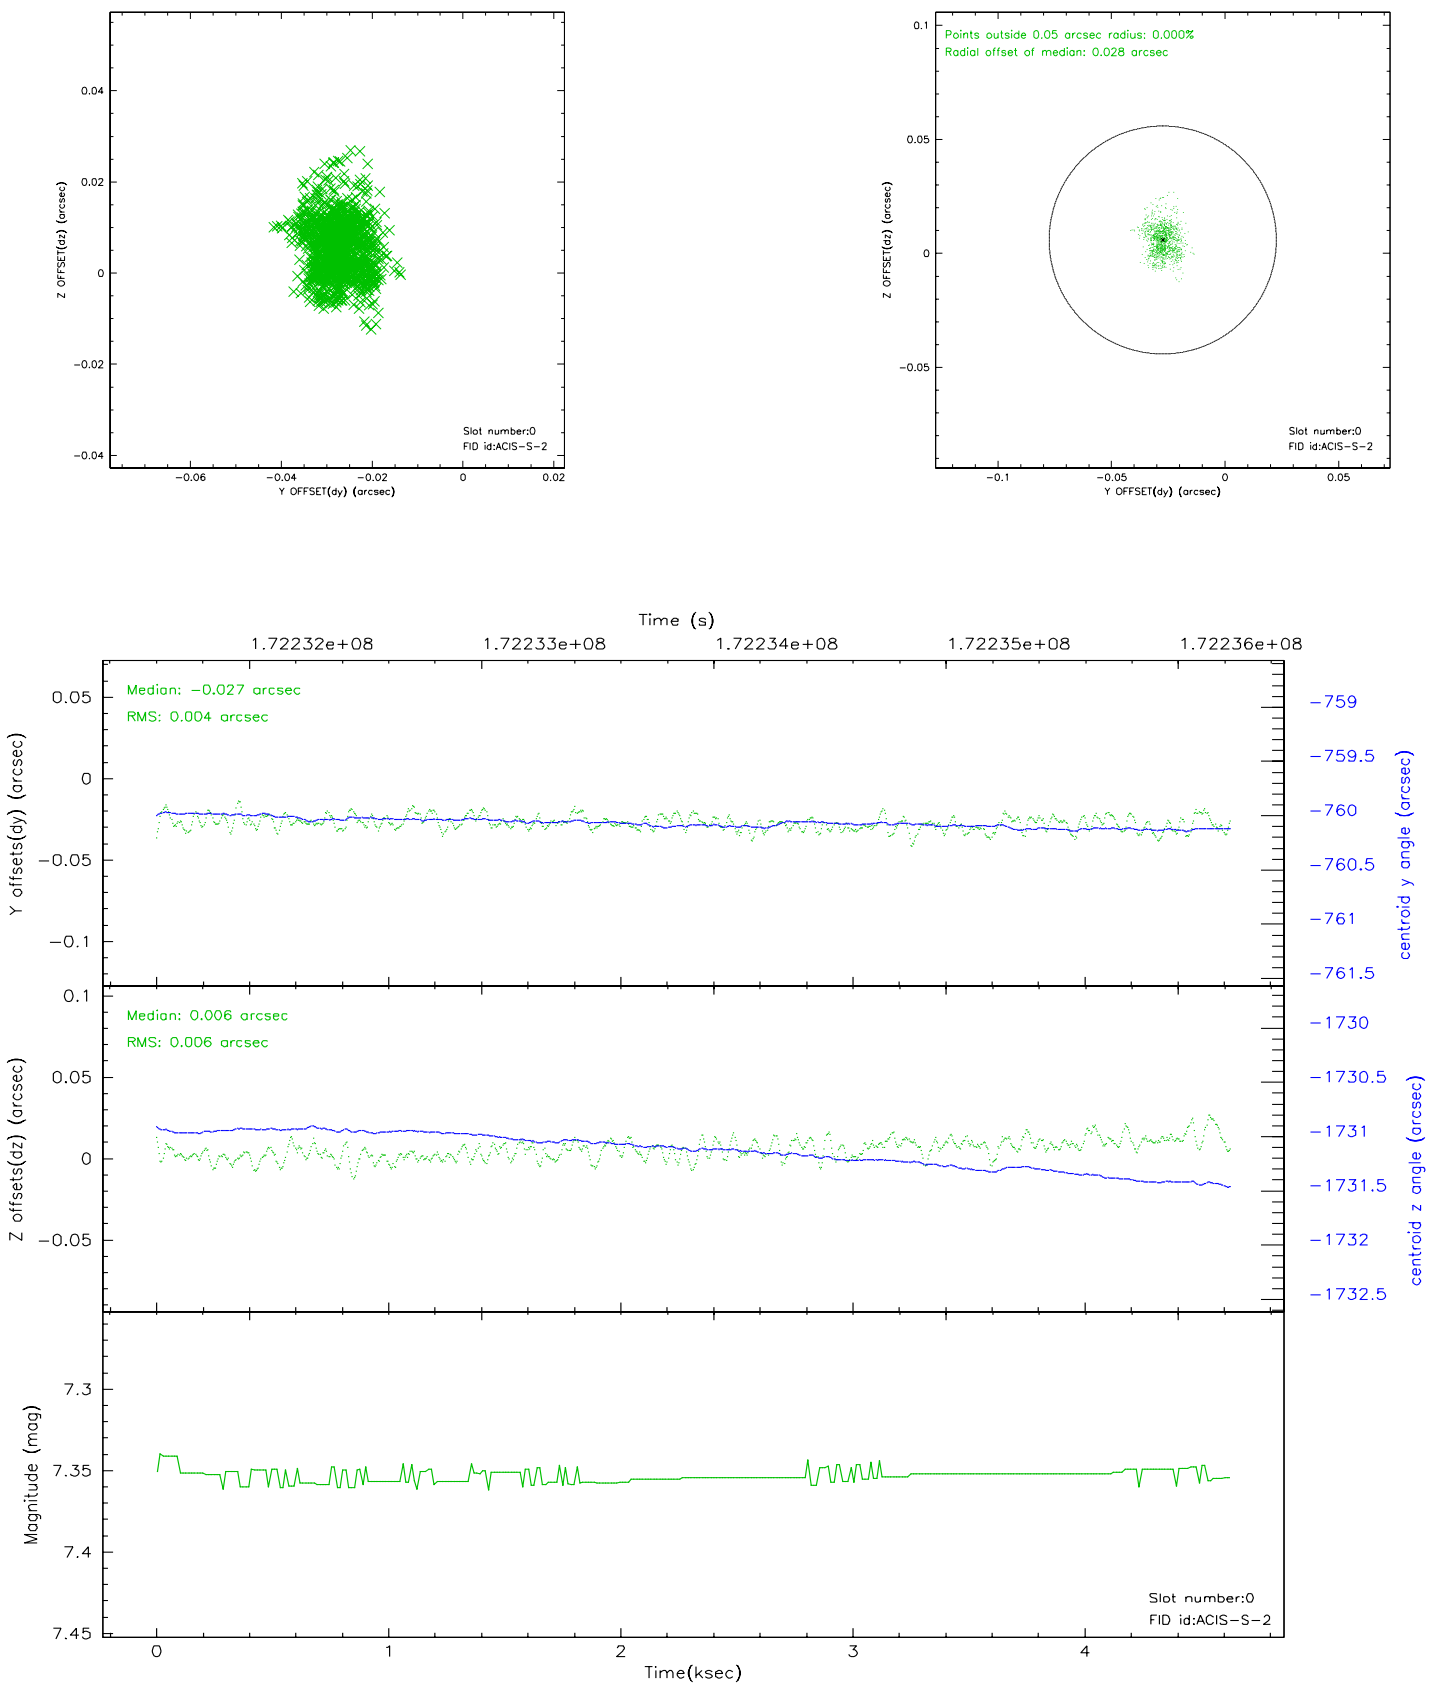 0.04
0.02
0
−0.02
−0.04
Z OFFSET(dz) (arcsec)
Slot number:0
FID id:ACIS−S−2
−0.06
−0.04
−0.02
0
0.02
Y OFFSET(dy) (arcsec)
Points outside 0.05 arcsec radius: 0.000%
Radial offset of median: 0.028 arcsec
0.1
0.05
0
−0.05
Z OFFSET(dz) (arcsec)
Slot number:0
FID id:ACIS−S−2
−0.1
−0.05
0
0.05
Y OFFSET(dy) (arcsec)
Time (s)
1.72232e+08
1.72233e+08
1.72234e+08
1.72235e+08
1.72236e+08
Median: −0.027 arcsec
RMS: 0.004 arcsec
0.05
0
−0.05
−0.1
Y offsets(dy) (arcsec)
−759
−759.5
−760
−760.5
−761
−761.5
centroid y angle (arcsec)
Median: 0.006 arcsec
RMS: 0.006 arcsec
0.1
0.05
0
−0.05
Z offsets(dz) (arcsec)
−1730
−1730.5
−1731
−1731.5
−1732
−1732.5
centroid z angle (arcsec)
7.3
7.35
7.4
7.45
Magnitude (mag)
Slot number:0
FID id:ACIS−S−2
0
1
2
3
4
Time(ksec)